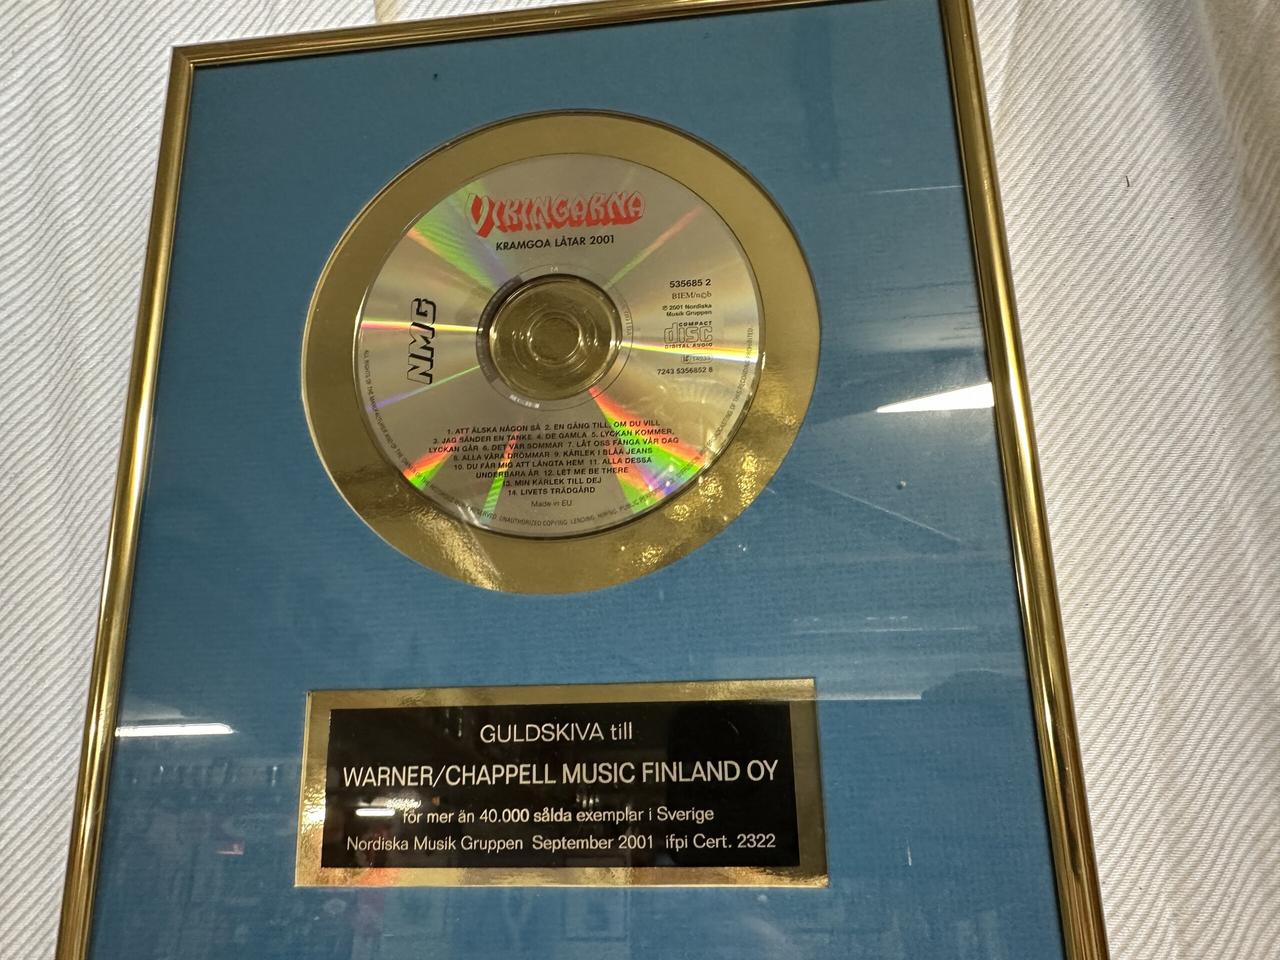 VIKINGARNA
KRAMGOA LÅTAR 2001
NMG
535685 2
BIEM/n©b
℗ 2001 Nordiska
Musik Gruppen
COMPACT
disc
DIGITAL AUDIO
7243 5356852 8
1. ATT ÄLSKA NÅGON SÅ 2. EN GÅNG TILL, OM DU VILL
3. JAG SÄNDER EN TANKE 4. DE GAMLA 5. LYCKAN KOMMER,
LYCKAN GÅR 6. DET VAR SOMMAR 7. LÅT OSS FÅNGA VÅR DAG
8. ALLA VÅRA DRÖMMAR 9. KÄRLEK I BLÅA JEANS
10. DU FÅR MIG ATT LÄNGTA HEM 11. ALLA DESSA
UNDERBARA ÅR 12. LET ME BE THERE
13. MIN KÄRLEK TILL DEJ
14. LIVETS TRÄDGÅRD
Made in EU
GULDSKIVA till
WARNER/CHAPPELL MUSIC FINLAND OY
för mer än 40.000 sålda exemplar i Sverige
Nordiska Musik Gruppen September 2001 ifpi Cert. 2322